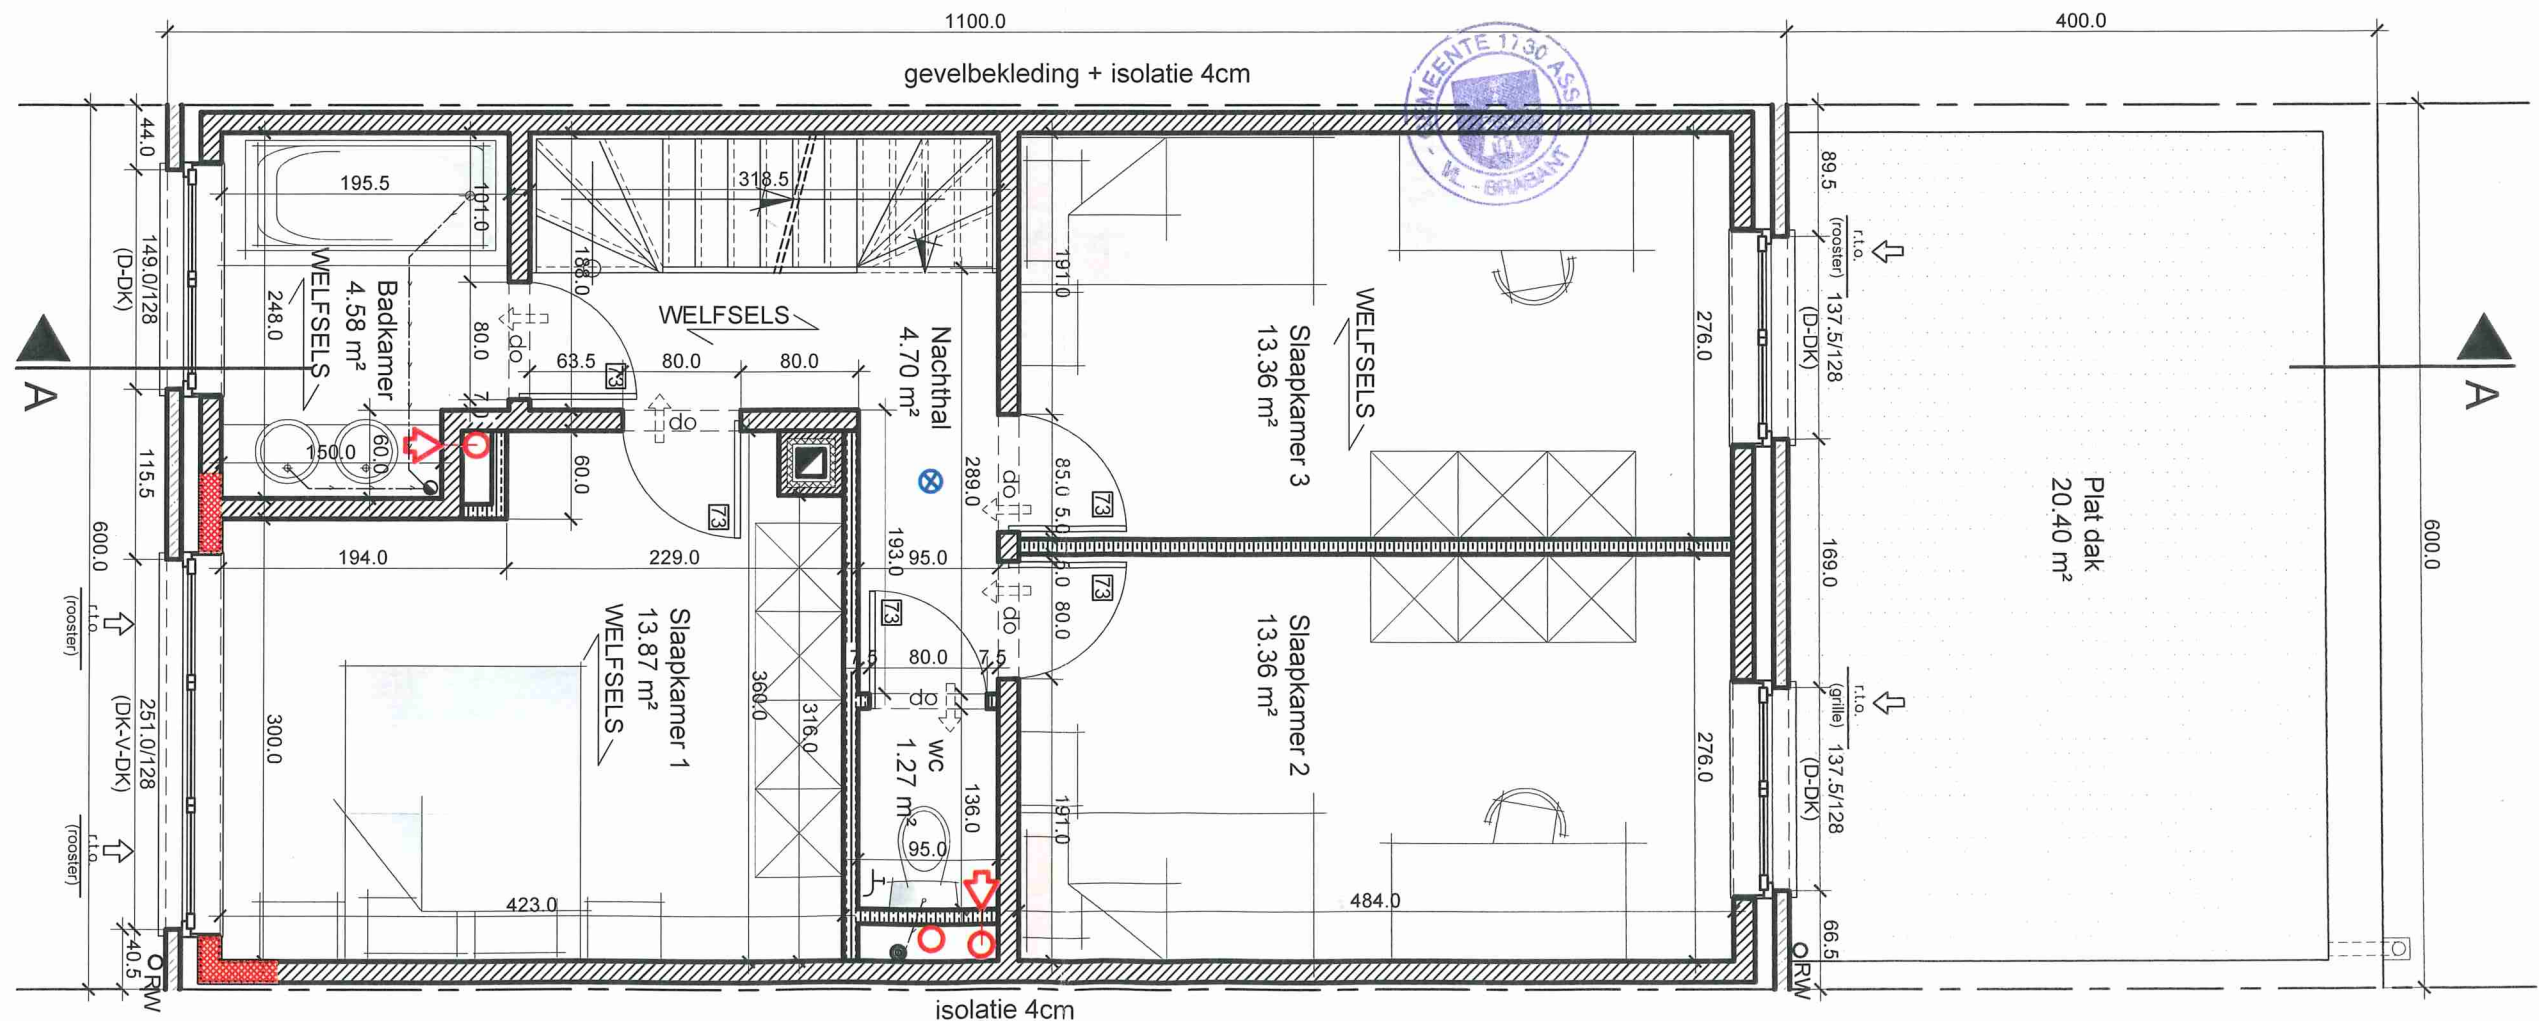 1100.0
400.0
gevelbekleding + isolatie 4cm
GEMEENTE 1730 ASSE
VL. - BRABANT
44.0
149.0/128
(D-DK)
115.5
600.0
251.0/128
(DK-V-DK)
40.5
RW
r.t.o.
(rooster)
r.t.o.
(rooster)
A
195.5
101.0
318.5
188.0
Badkamer
4.58 m²
WELFSELS
248.0
80.0
do
63.5
73
80.0
80.0
WELFSELS
150.0
60.0
60.0
do
73
Nachthal
4.70 m²
289.0
193.0
95.0
194.0
229.0
Slaapkamer 1
13.87 m²
WELFSELS
300.0
360.0
316.0
423.0
73
7.5
80.0
7.5
do
wc
1.27 m²
136.0
95.0
191.0
Slaapkamer 3
13.36 m²
WELFSELS
276.0
85.0
5.0
do
73
do
73
80.0
Slaapkamer 2
13.36 m²
276.0
191.0
484.0
89.5
r.t.o.
(rooster)
137.5/128
(D-DK)
169.0
r.t.o.
(grille)
137.5/128
(D-DK)
66.5
RW
Plat dak
20.40 m²
600.0
A
isolatie 4cm